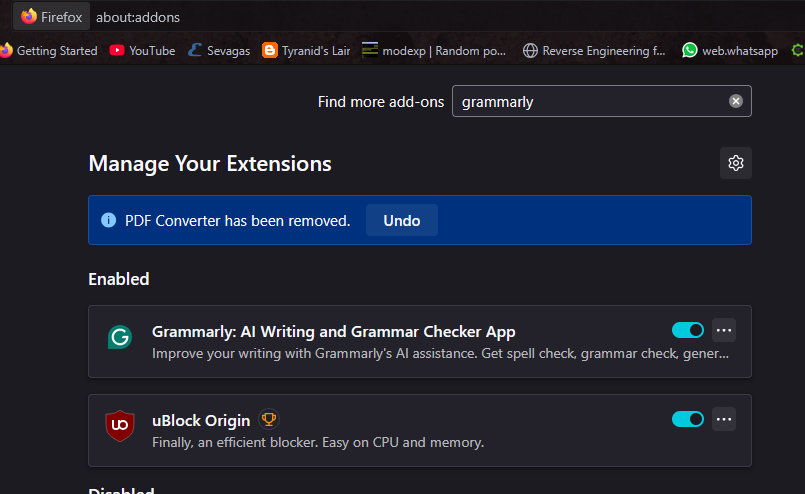 Firefox about:addons
Getting Started YouTube Sevagas Tyranid's Lair modexp | Random po... Reverse Engineering f... web.whatsapp
Find more add-ons grammarly
Manage Your Extensions
PDF Converter has been removed. Undo
Enabled
Grammarly: AI Writing and Grammar Checker App
Improve your writing with Grammarly's AI assistance. Get spell check, grammar check, gener...
uBlock Origin
Finally, an efficient blocker. Easy on CPU and memory.
Disabled